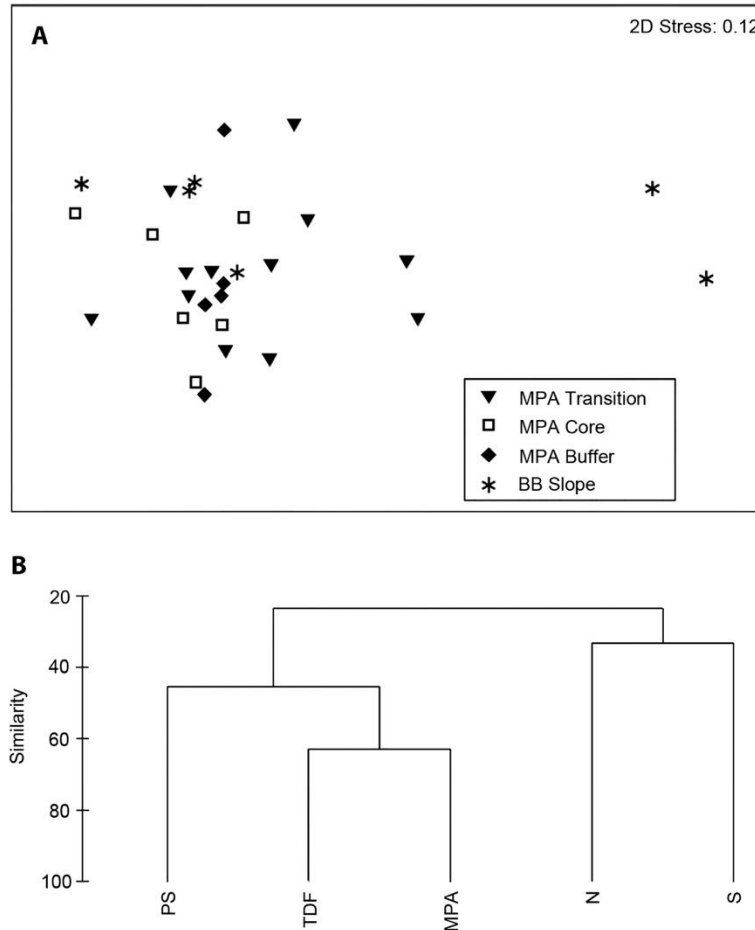 A
2D Stress: 0.12
MPA Transition
MPA Core
MPA Buffer
BB Slope
B
20
40
60
80
100
Similarity
PS
TDF
MPA
N
S